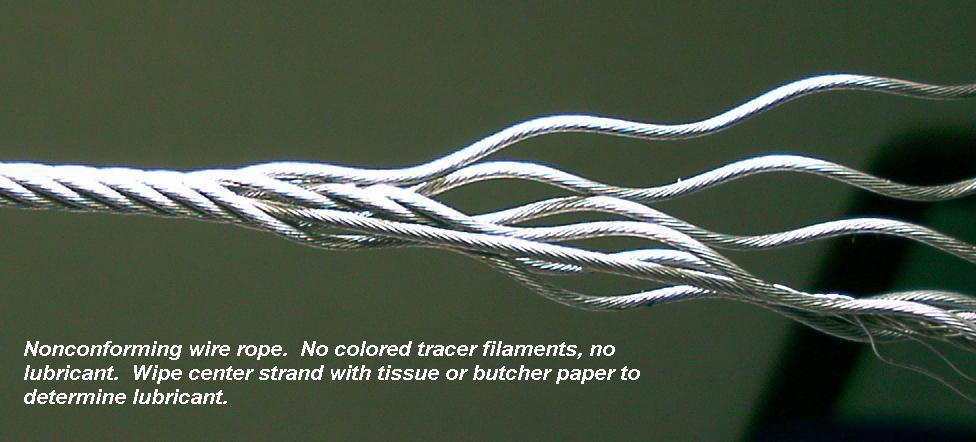 Nonconforming wire rope.  No colored tracer filaments, no
lubricant.  Wipe center strand with tissue or butcher paper to
determine lubricant.